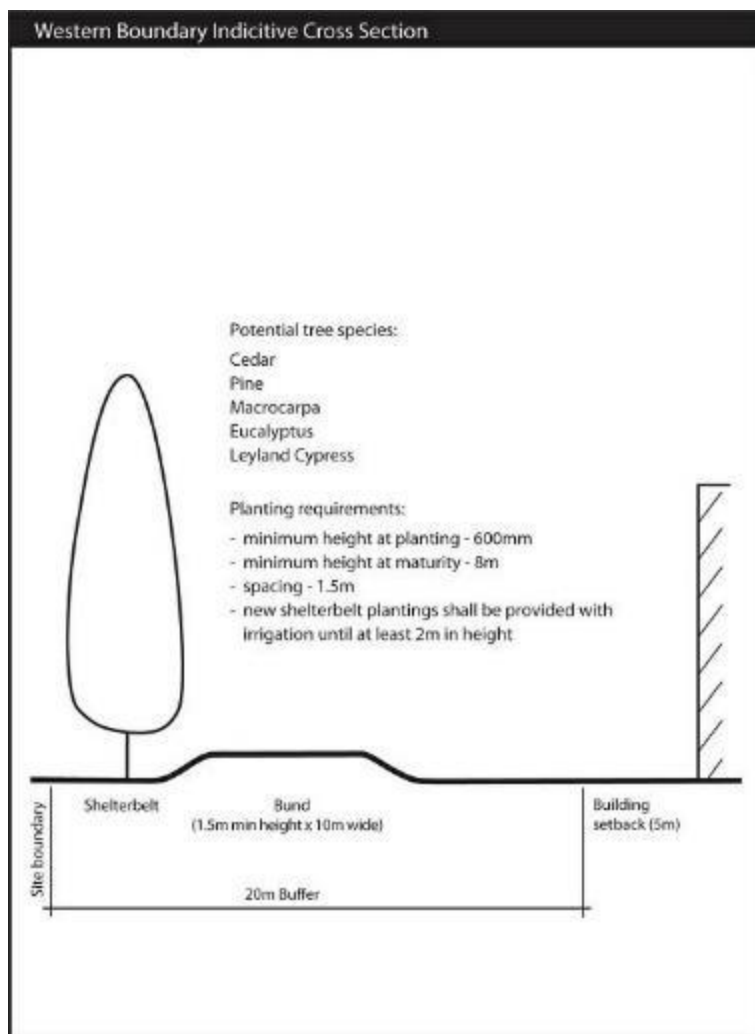 Western Boundary Indicitive Cross Section
Potential tree species:
Cedar
Pine
Macrocarpa
Eucalyptus
Leyland Cypress
Planting requirements:
- minimum height at planting - 600mm
- minimum height at maturity - 8m
- spacing - 1.5m
- new shelterbelt plantings shall be provided with
irrigation until at least 2m in height
Site boundary
Shelterbelt
Bund
(1.5m min height x 10m wide)
Building
setback (5m)
20m Buffer